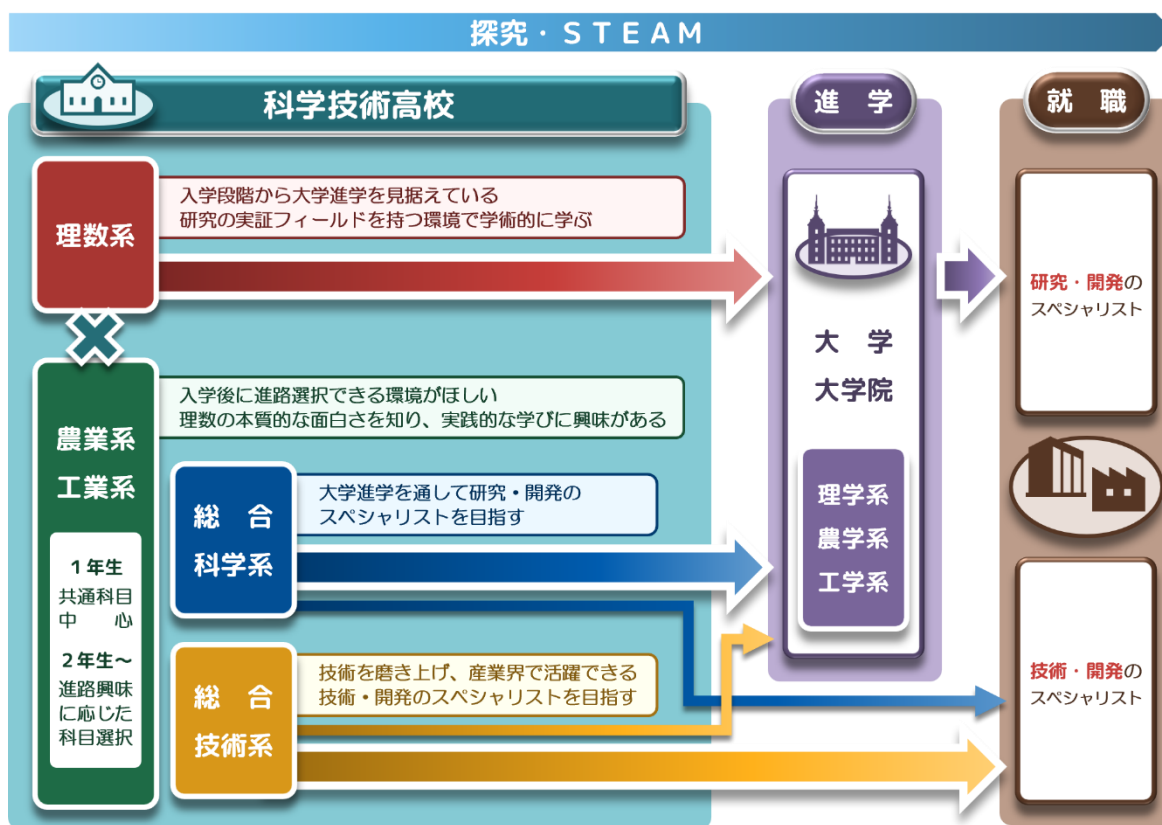 探究・STEAM
科学技術高校
進 学
就 職
理数系
入学段階から大学進学を見据えている
研究の実証フィールドを持つ環境で学術的に学ぶ
農業系
工業系
1年生
共通科目
中 心
2年生～
進路興味
に応じた
科目選択
入学後に進路選択できる環境がほしい
理数の本質的な面白さを知り、実践的な学びに興味がある
総 合
科学系
大学進学を通して研究・開発の
スペシャリストを目指す
総 合
技術系
技術を磨き上げ、産業界で活躍できる
技術・開発のスペシャリストを目指す
大 学
大学院
理学系
農学系
工学系
研究・開発の
スペシャリスト
技術・開発の
スペシャリスト